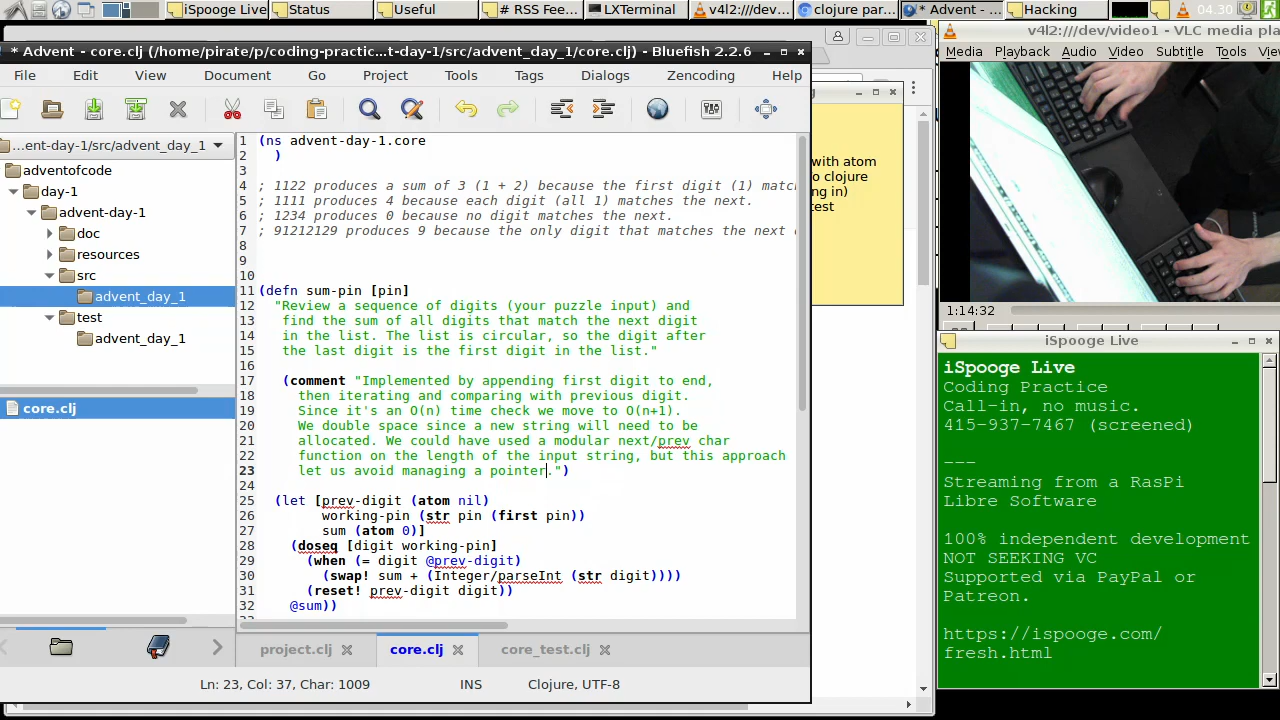 iSpooge Live
Status
Useful
# RSS Fee...
LXTerminal
v4l2:///dev...
clojure par...
* Advent - ...
Hacking
04.30
* Advent - core.clj (/home/pirate/p/coding-practic...t-day-1/src/advent_day_1/core.clj) - Bluefish 2.2.6
File Edit View Document Go Project Tools Tags Dialogs Zencoding Help
...ent-day-1/src/advent_day_1
adventofcode
day-1
advent-day-1
doc
resources
src
advent_day_1
test
advent_day_1
core.clj
1 (ns advent-day-1.core
2 )
3
4 ; 1122 produces a sum of 3 (1 + 2) because the first digit (1) matc
5 ; 1111 produces 4 because each digit (all 1) matches the next.
6 ; 1234 produces 0 because no digit matches the next.
7 ; 91212129 produces 9 because the only digit that matches the next
8
9
10
11 (defn sum-pin [pin]
12 "Review a sequence of digits (your puzzle input) and
13 find the sum of all digits that match the next digit
14 in the list. The list is circular, so the digit after
15 the last digit is the first digit in the list."
16
17 (comment "Implemented by appending first digit to end,
18 then iterating and comparing with previous digit.
19 Since it's an O(n) time check we move to O(n+1).
20 We double space since a new string will need to be
21 allocated. We could have used a modular next/prev char
22 function on the length of the input string, but this approach
23 let us avoid managing a pointer.")
24
25 (let [prev-digit (atom nil)
26 working-pin (str pin (first pin))
27 sum (atom 0)]
28 (doseq [digit working-pin]
29 (when (= digit @prev-digit)
30 (swap! sum + (Integer/parseInt (str digit))))
31 (reset! prev-digit digit))
32 @sum))
project.clj
core.clj
core_test.clj
Ln: 23, Col: 37, Char: 1009 INS Clojure, UTF-8
with atom
o clojure
ng in)
test
v4l2:///dev/video1 - VLC media pla
Media Playback Audio Video Subtitle Tools
1:14:32
iSpooge Live
iSpooge Live
Coding Practice
Call-in, no music.
415-937-7467 (screened)
---
Streaming from a RasPi
Libre Software
100% independent development
NOT SEEKING VC
Supported via PayPal or
Patreon.
https://ispooge.com/
fresh.html